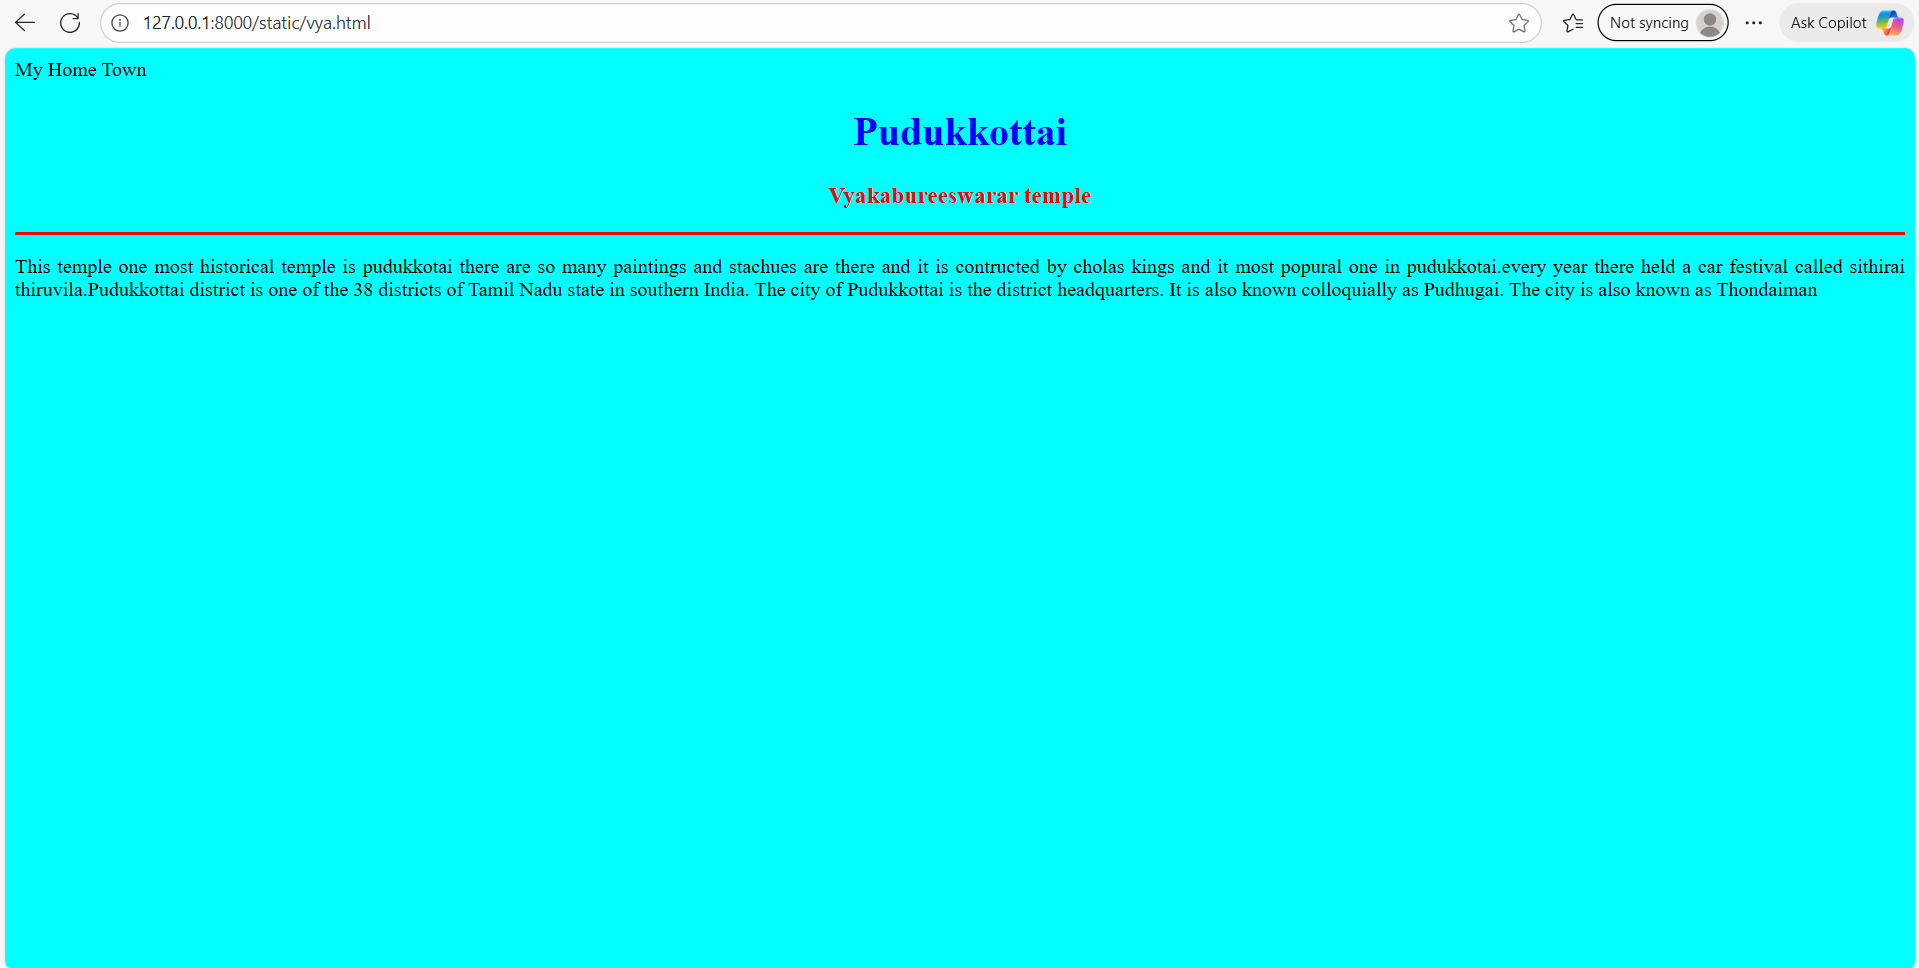 127.0.0.1:8000/static/vya.html
Not syncing
Ask Copilot
My Home Town
Pudukkottai
Vyakabureeswarar temple
This temple one most historical temple is pudukkotai there are so many paintings and stachues are there and it is contructed by cholas kings and it most popural one in pudukkotai.every year there held a car festival called sithirai
thiruvila.Pudukkottai district is one of the 38 districts of Tamil Nadu state in southern India. The city of Pudukkottai is the district headquarters. It is also known colloquially as Pudhugai. The city is also known as Thondaiman